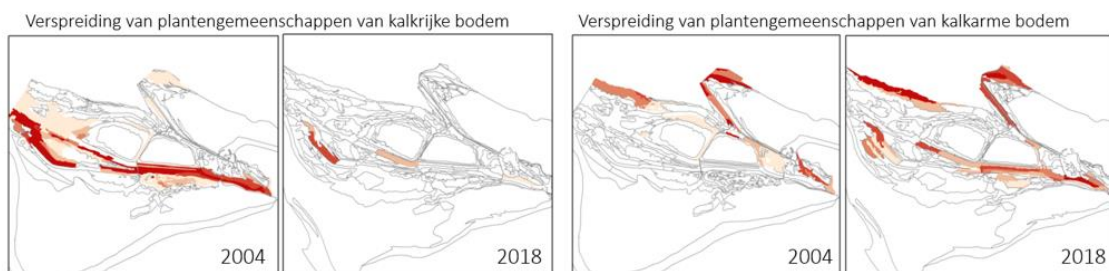 Verspreiding van plantengemeenschappen van kalkrijke bodem
2004
2018
Verspreiding van plantengemeenschappen van kalkarme bodem
2004
2018